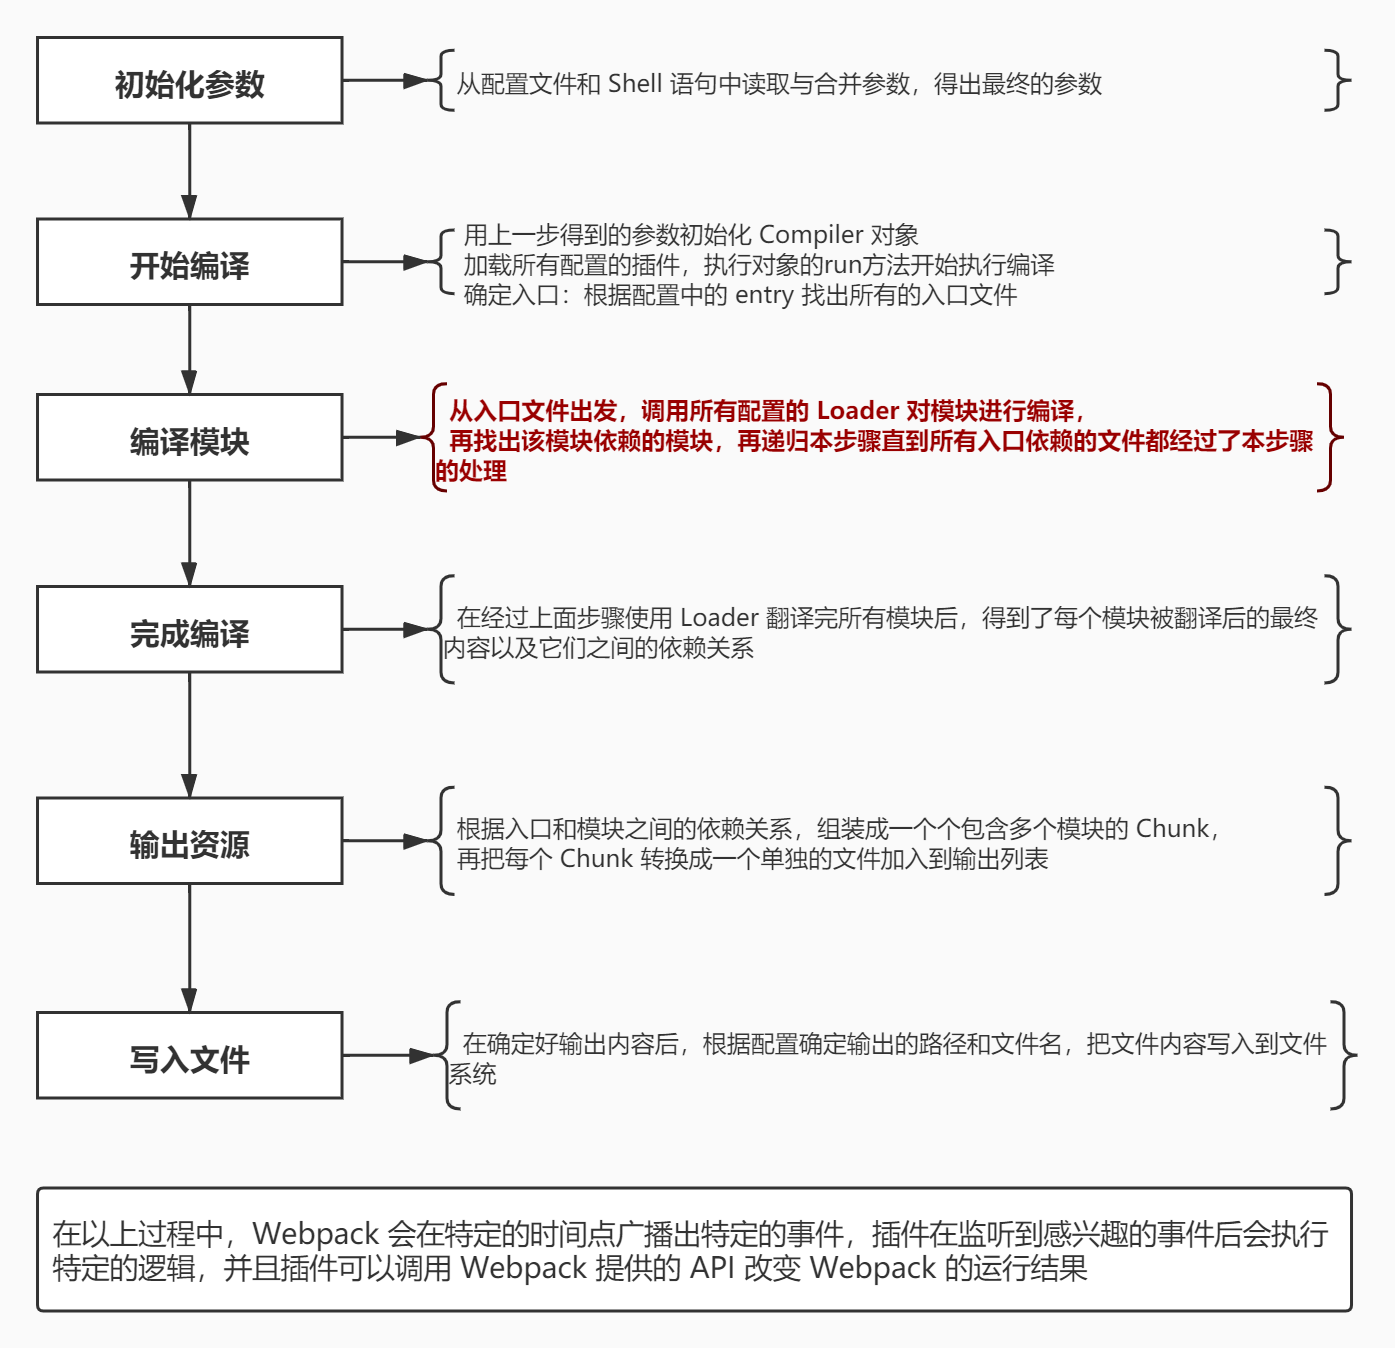 初始化参数
从配置文件和 Shell 语句中读取与合并参数，得出最终的参数
开始编译
用上一步得到的参数初始化 Compiler 对象
加载所有配置的插件，执行对象的run方法开始执行编译
确定入口：根据配置中的 entry 找出所有的入口文件
编译模块
从入口文件出发，调用所有配置的 Loader 对模块进行编译，
再找出该模块依赖的模块，再递归本步骤直到所有入口依赖的文件都经过了本步骤
的处理
完成编译
在经过上面步骤使用 Loader 翻译完所有模块后，得到了每个模块被翻译后的最终
内容以及它们之间的依赖关系
输出资源
根据入口和模块之间的依赖关系，组装成一个个包含多个模块的 Chunk，
再把每个 Chunk 转换成一个单独的文件加入到输出列表
写入文件
在确定好输出内容后，根据配置确定输出的路径和文件名，把文件内容写入到文件
系统
在以上过程中，Webpack 会在特定的时间点广播出特定的事件，插件在监听到感兴趣的事件后会执行
特定的逻辑，并且插件可以调用 Webpack 提供的 API 改变 Webpack 的运行结果